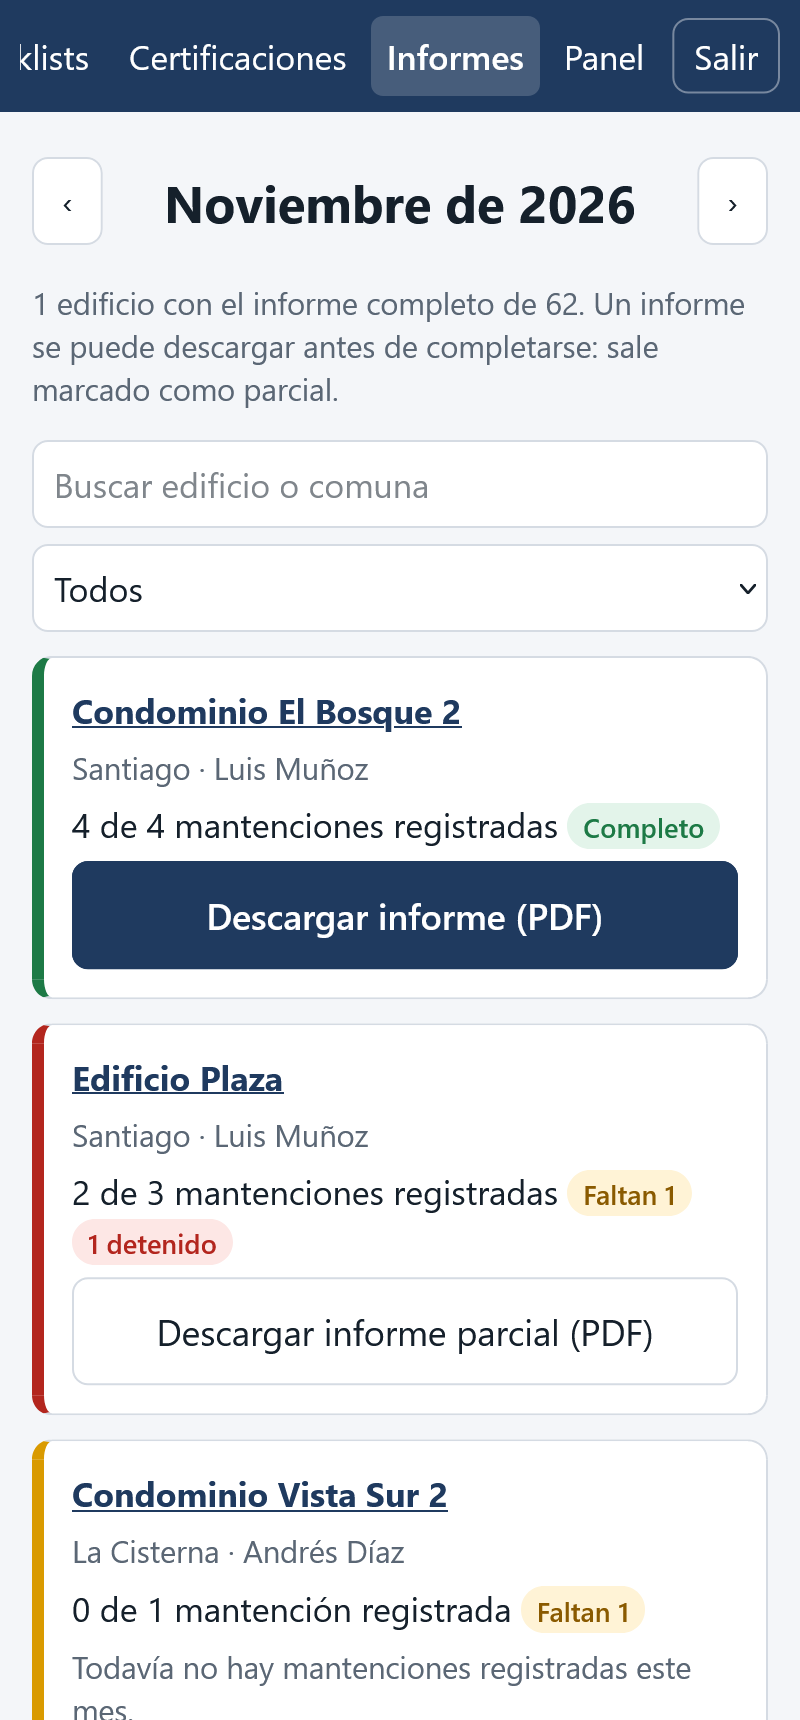 klists Certificaciones Informes Panel Salir
‹ Noviembre de 2026 ›
1 edificio con el informe completo de 62. Un informe
se puede descargar antes de completarse: sale
marcado como parcial.
Buscar edificio o comuna
Todos
Condominio El Bosque 2
Santiago · Luis Muñoz
4 de 4 mantenciones registradas Completo
Descargar informe (PDF)
Edificio Plaza
Santiago · Luis Muñoz
2 de 3 mantenciones registradas Faltan 1
1 detenido
Descargar informe parcial (PDF)
Condominio Vista Sur 2
La Cisterna · Andrés Díaz
0 de 1 mantención registrada Faltan 1
Todavía no hay mantenciones registradas este
mes.